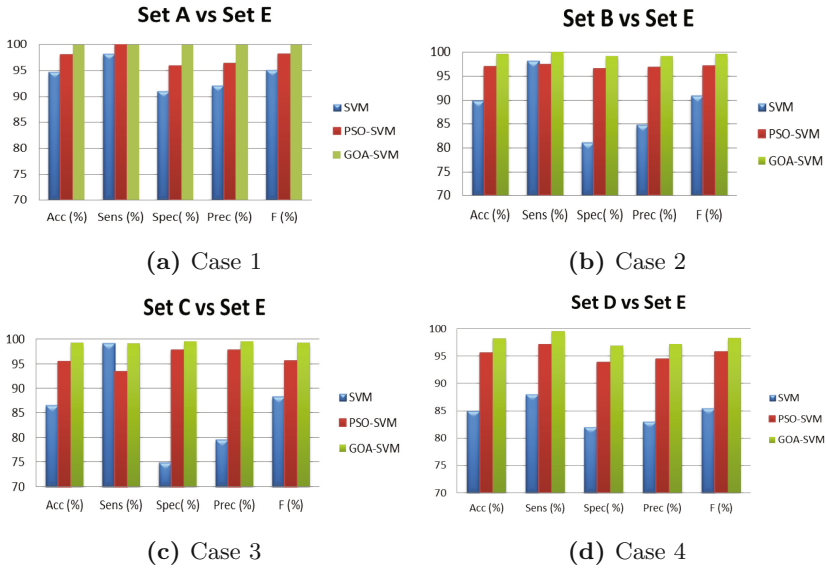 Set A vs Set E
100
95
90
85
80
75
70
Acc (%) Sens (%) Spec( %) Prec (%) F (%)
SVM
PSO-SVM
GOA-SVM
(a) Case 1
Set B vs Set E
100
95
90
85
80
75
70
Acc (%) Sens (%) Spec(%) Prec (%) F (%)
SVM
PSO-SVM
GOA-SVM
(b) Case 2
Set C vs Set E
100
95
90
85
80
75
70
Acc (%) Sens (%) Spec( %) Prec (%) F (%)
SVM
PSO-SVM
GOA-SVM
(c) Case 3
Set D vs Set E
100
95
90
85
80
75
70
Acc (%) Sens (%) Spec(%) Prec (%) F (%)
SVM
PSO-SVM
GOA-SVM
(d) Case 4